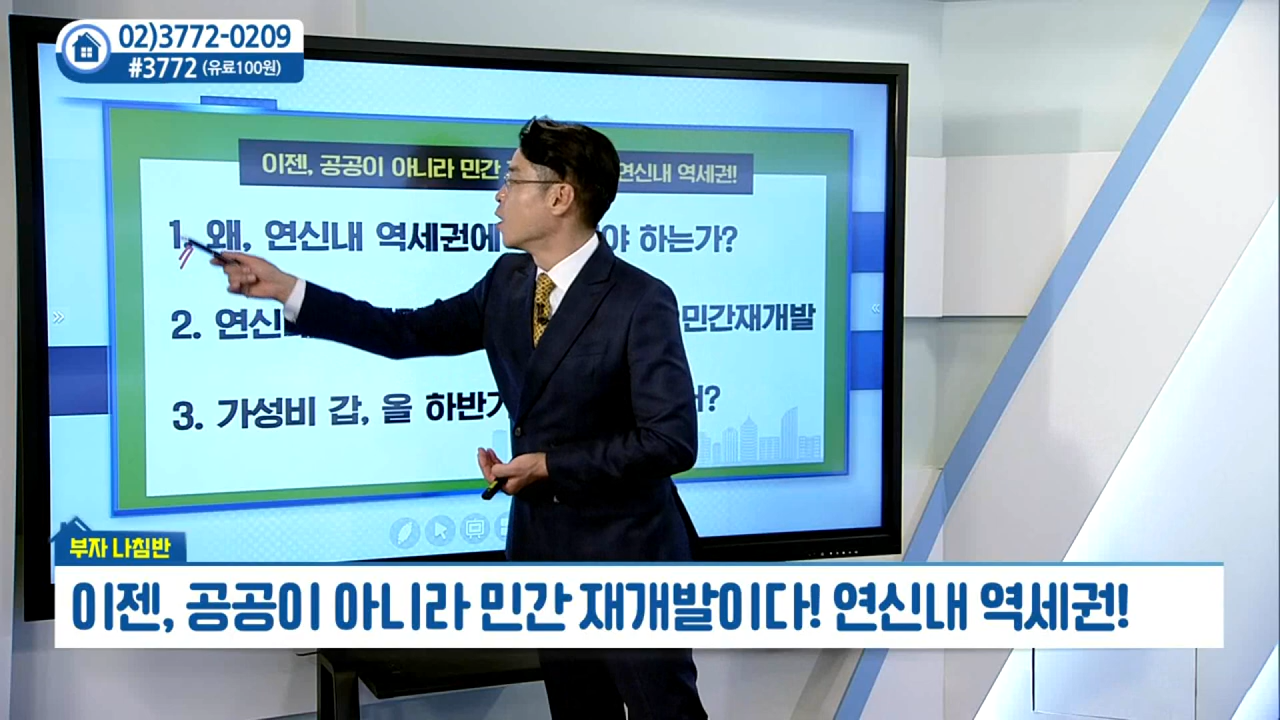 02)3772-0209
#3772 (유료100원)
이젠, 공공이 아니라 민간 연신내 역세권!
1. 왜, 연신내 역세권에 야 하는가?
2. 연신 민간재개발
3. 가성비 갑, 올 하반기
부자 나침반
이젠, 공공이 아니라 민간 재개발이다! 연신내 역세권!